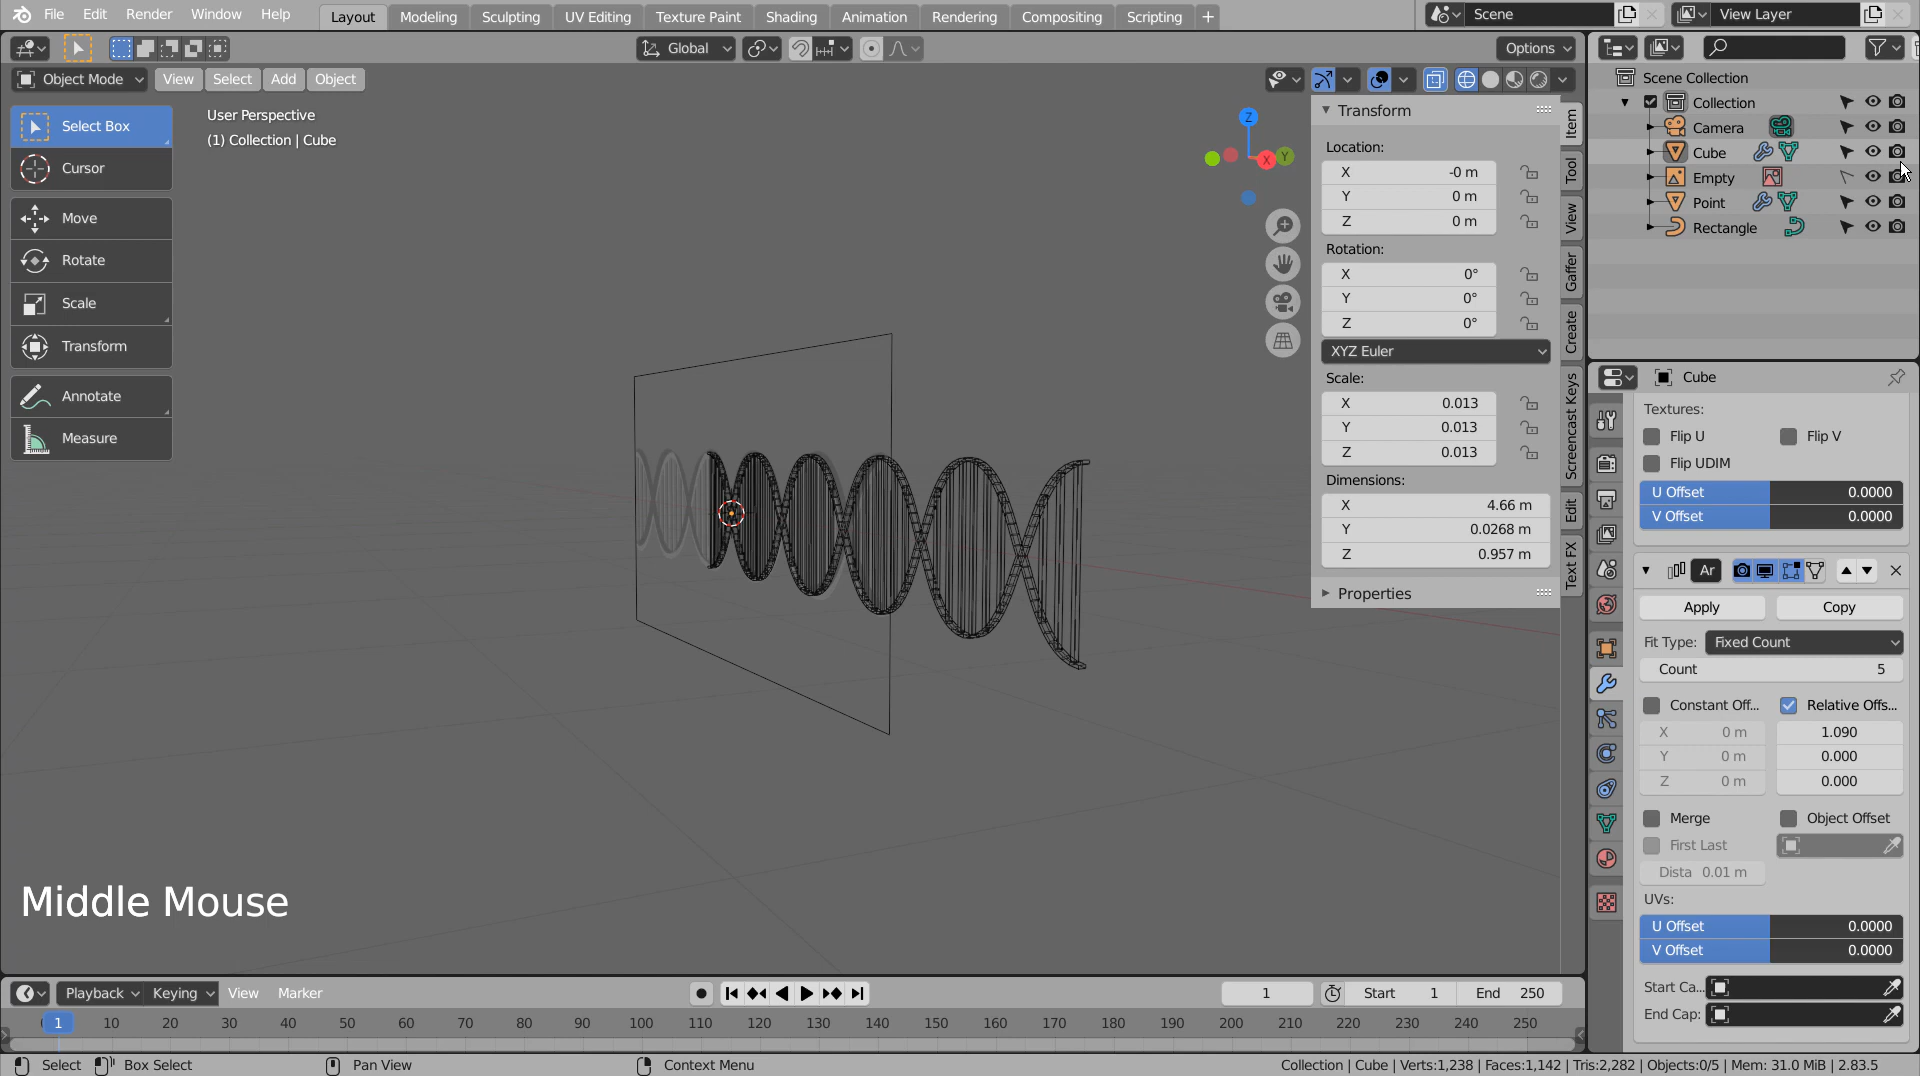 File Edit Render Window Help Layout Modeling Sculpting UV Editing Texture Paint Shading Animation Rendering Compositing Scripting + Scene View Layer
Global Options
Object Mode View Select Add Object
User Perspective
(1) Collection | Cube
Select Box
Cursor
Move
Rotate
Scale
Transform
Annotate
Measure
Z
X
Y
Middle Mouse
Transform
Location:
X -0 m
Y 0 m
Z 0 m
Rotation:
X 0°
Y 0°
Z 0°
XYZ Euler
Scale:
X 0.013
Y 0.013
Z 0.013
Dimensions:
X 4.66 m
Y 0.0268 m
Z 0.957 m
Properties
Item
Tool
View
Gaffer
Create
Screencast Keys
Edit
Text FX
Scene Collection
Collection
Camera
Cube
Empty
Point
Rectangle
Cube
Textures:
Flip U Flip V
Flip UDIM
U Offset 0.0000
V Offset 0.0000
Ar
Apply Copy
Fit Type: Fixed Count
Count 5
Constant Off... Relative Offs...
X 0 m 1.090
Y 0 m 0.000
Z 0 m 0.000
Merge Object Offset
First Last
Dista 0.01 m
UVs:
U Offset 0.0000
V Offset 0.0000
Start Ca...
End Cap:
Playback Keying View Marker 1 Start 1 End 250
1 10 20 30 40 50 60 70 80 90 100 110 120 130 140 150 160 170 180 190 200 210 220 230 240 250
Select Box Select Pan View Context Menu Collection | Cube | Verts:1,238 | Faces:1,142 | Tris:2,282 | Objects:0/5 | Mem: 31.0 MiB | 2.83.5